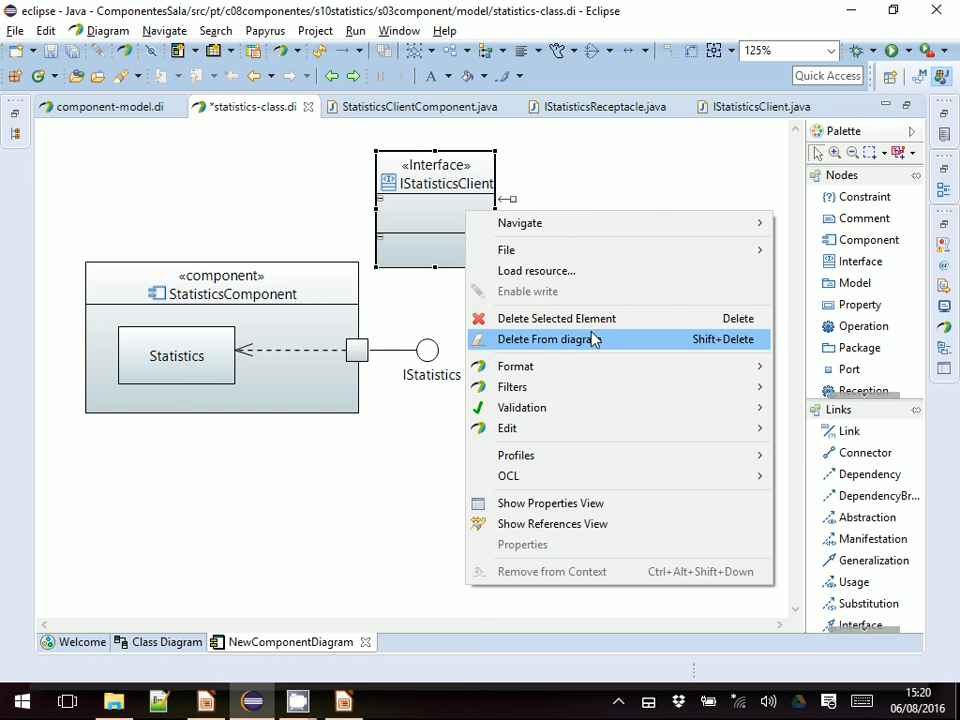 eclipse - Java - ComponentesSala/src/pt/c08componentes/s10statistics/s03component/model/statistics-class.di - Eclipse
File Edit Diagram Navigate Search Papyrus Project Run Window Help
125%
Quick Access
component-model.di *statistics-class.di StatisticsClientComponent.java IStatisticsReceptacle.java IStatisticsClient.java
«Interface»
IStatisticsClient
«component»
StatisticsComponent
Statistics
IStatistics
Navigate
File
Load resource...
Enable write
Delete Selected Element Delete
Delete From diagra Shift+Delete
Format
Filters
Validation
Edit
Profiles
OCL
Show Properties View
Show References View
Properties
Remove from Context Ctrl+Alt+Shift+Down
Palette
Nodes
{?} Constraint
Comment
Component
Interface
Model
Property
Operation
Package
Port
Reception
Links
Link
Connector
Dependency
DependencyBr...
Abstraction
Manifestation
Generalization
Usage
Substitution
Interface
Welcome Class Diagram NewComponentDiagram
15:20
06/08/2016